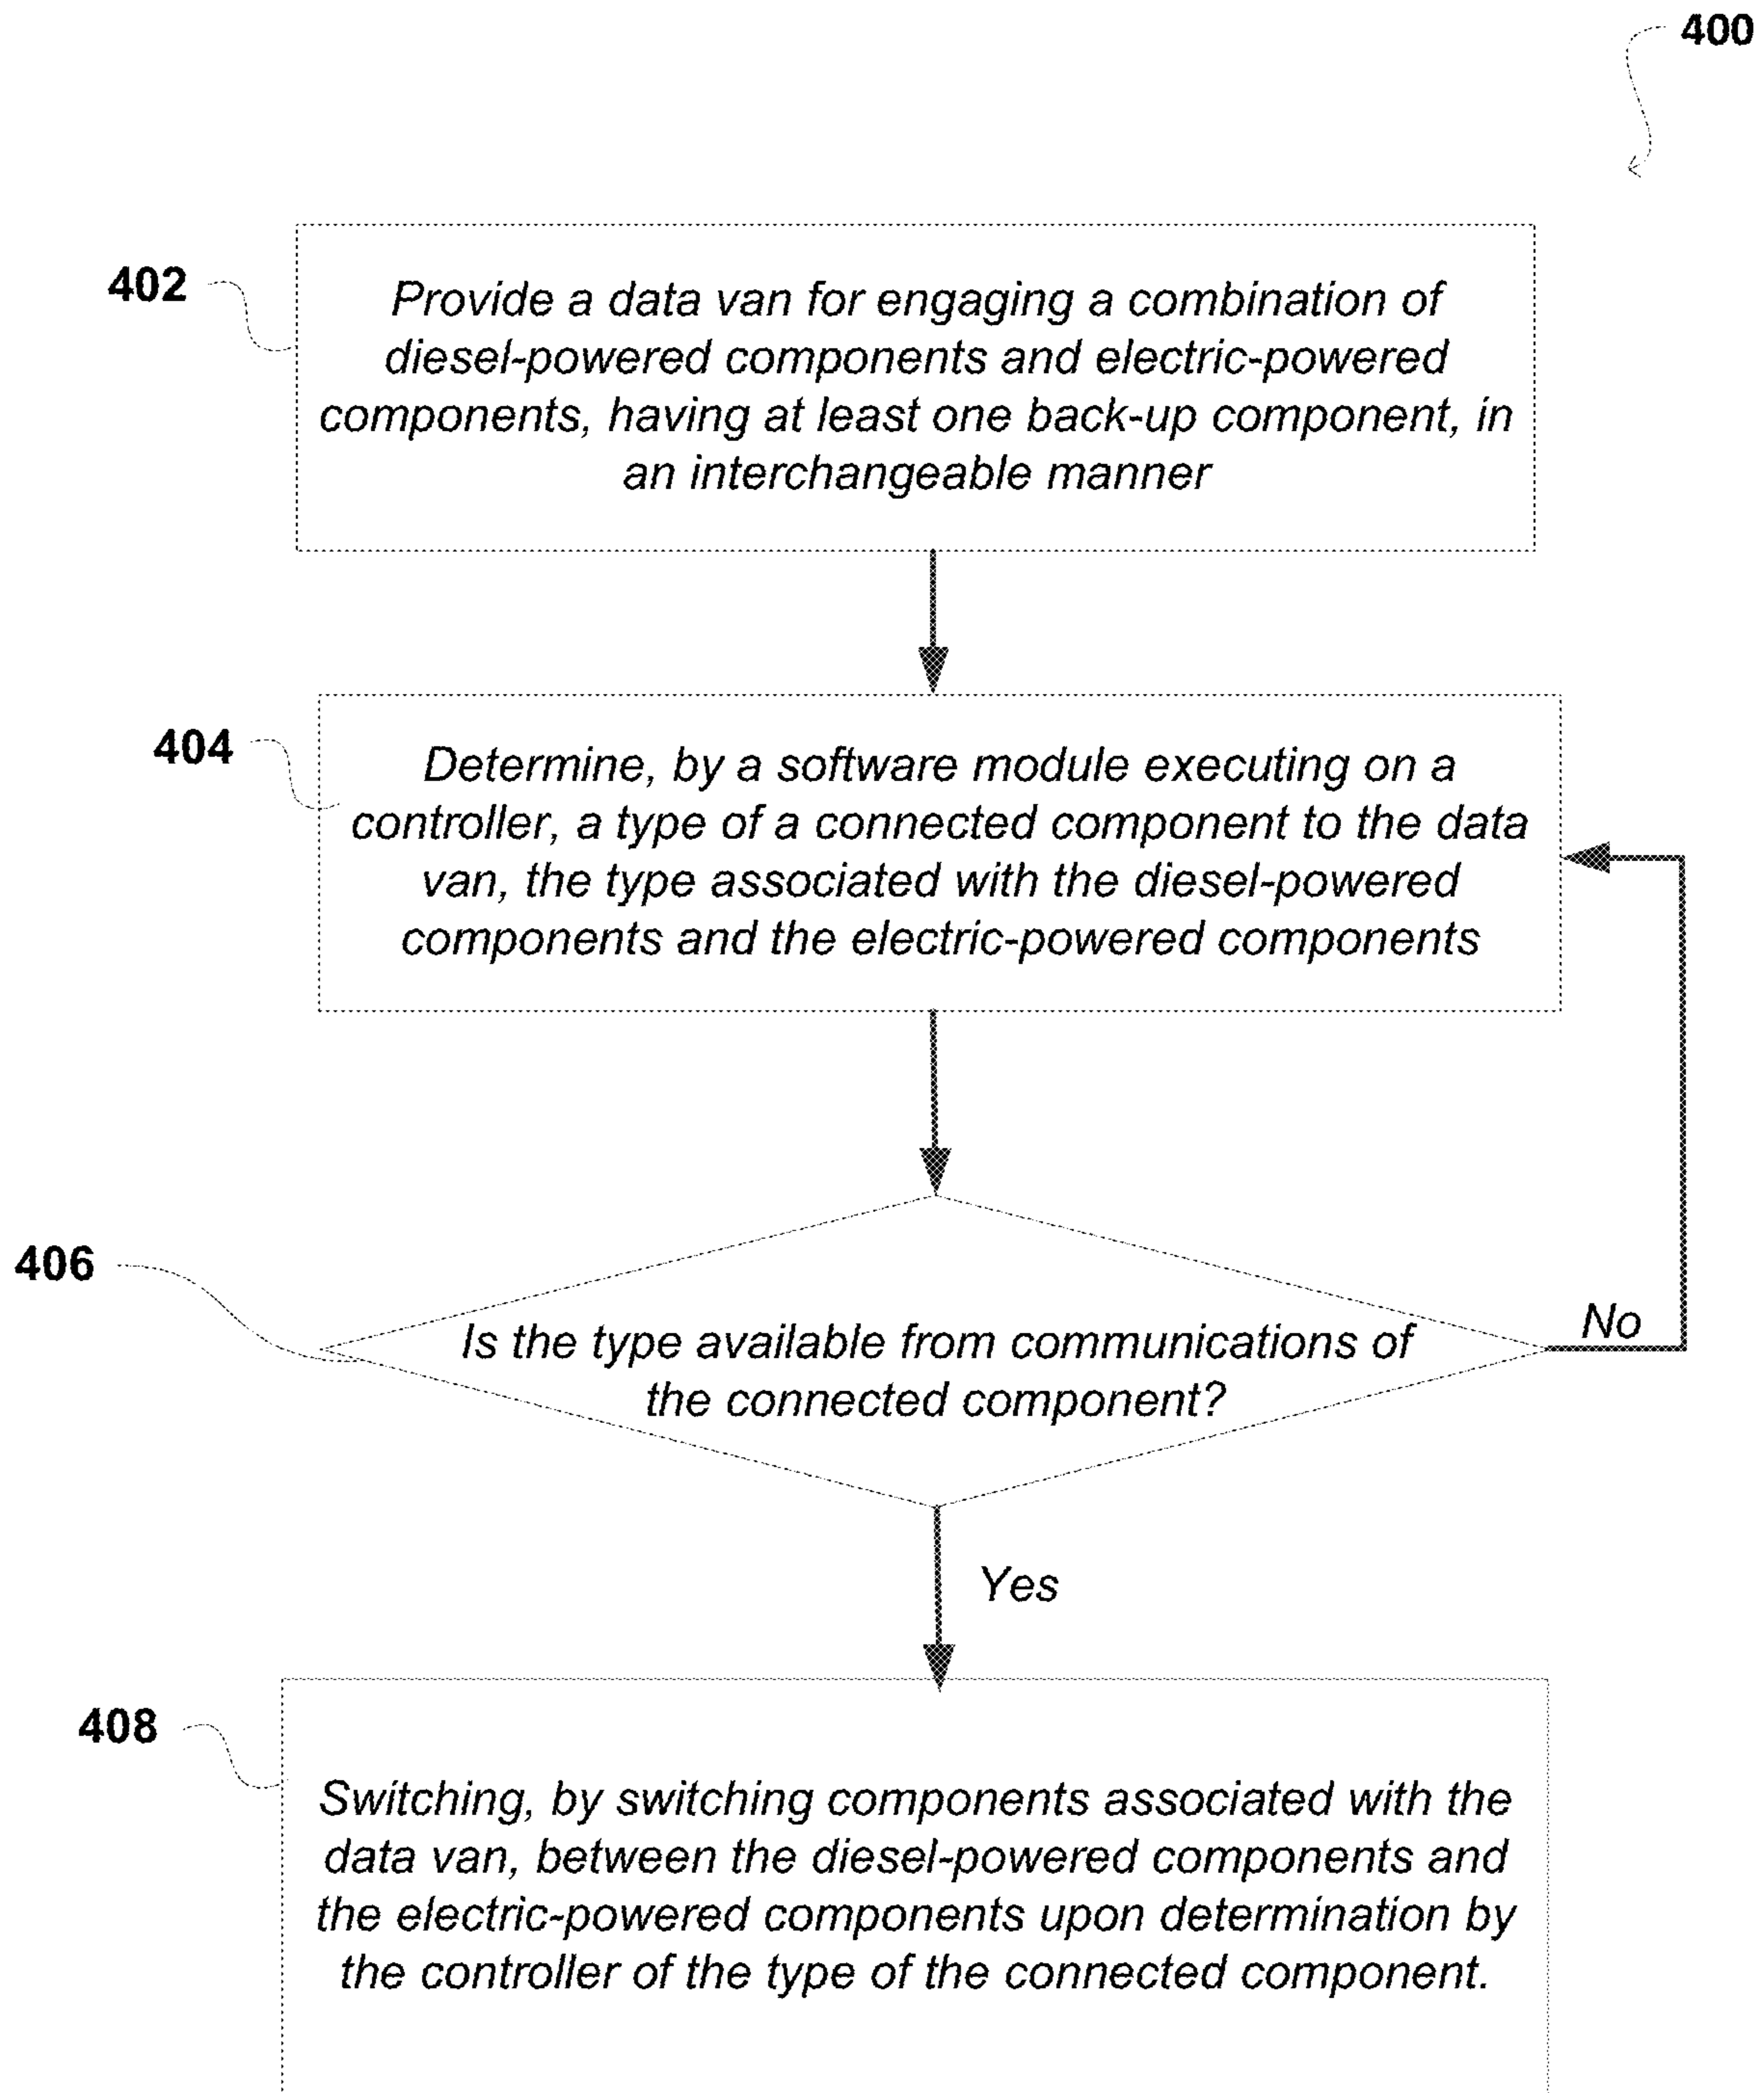 400
402
Provide a data van for engaging a combination of
diesel-powered components and electric-powered
components, having at least one back-up component, in
an interchangeable manner
404
Determine, by a software module executing on a
controller, a type of a connected component to the data
van, the type associated with the diesel-powered
components and the electric-powered components
406
Is the type available from communications of
the connected component?
No
Yes
408
Switching, by switching components associated with the
data van, between the diesel-powered components and
the electric-powered components upon determination by
the controller of the type of the connected component.